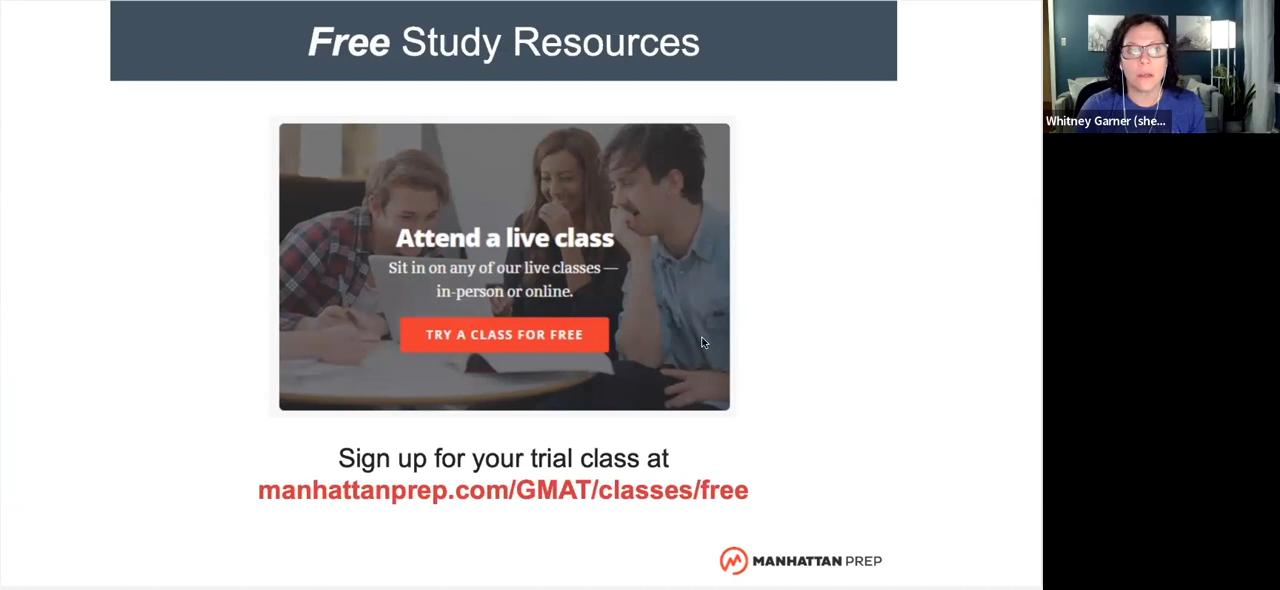 Free Study Resources
Attend a live class
Sit in on any of our live classes —
in-person or online.
TRY A CLASS FOR FREE
Sign up for your trial class at
manhattanprep.com/GMAT/classes/free
MANHATTAN PREP
Whitney Garner (she...